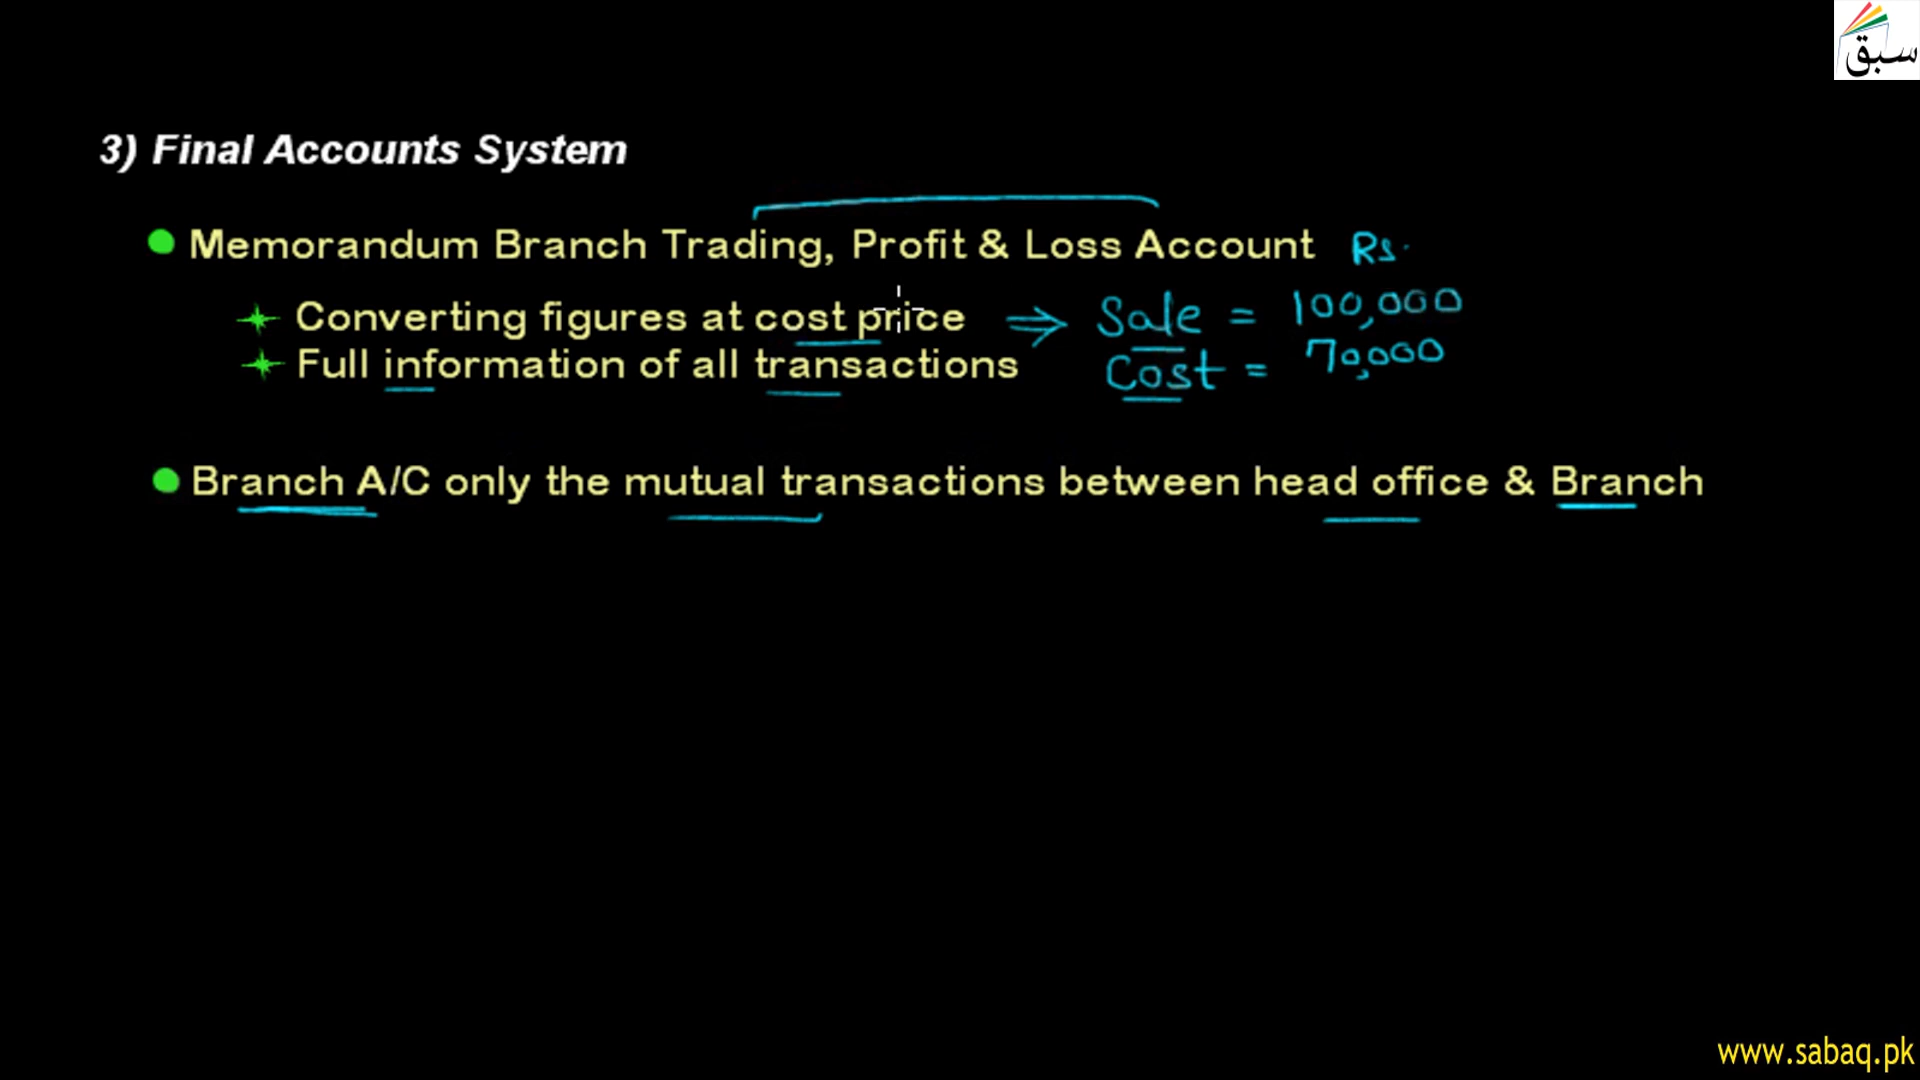 سبق
3) Final Accounts System
Memorandum Branch Trading, Profit & Loss Account Rs.
Converting figures at cost price ⇒ Sale = 100,000
Full information of all transactions Cost = 70,000
Branch A/C only the mutual transactions between head office & Branch
www.sabaq.pk